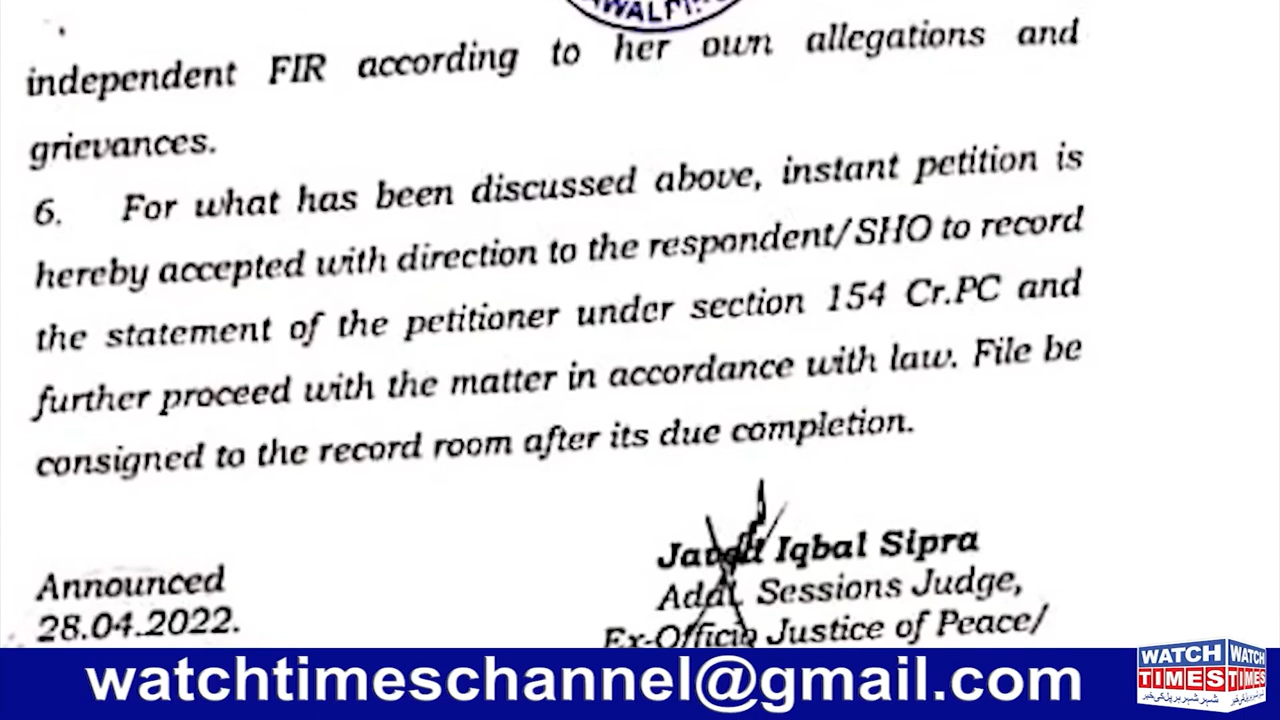 independent FIR according to her own allegations and
grievances.
6. For what has been discussed above, instant petition is
hereby accepted with direction to the respondent/SHO to record
the statement of the petitioner under section 154 Cr.PC and
further proceed with the matter in accordance with law. File be
consigned to the record room after its due completion.
Iqbal Sipra
Addl. Sessions Judge,
Announced
28.04.2022.
Ex-Officio Justice of Peace/
watchtimeschannel@gmail.com
WATCH TIMES
WATCH TIMES